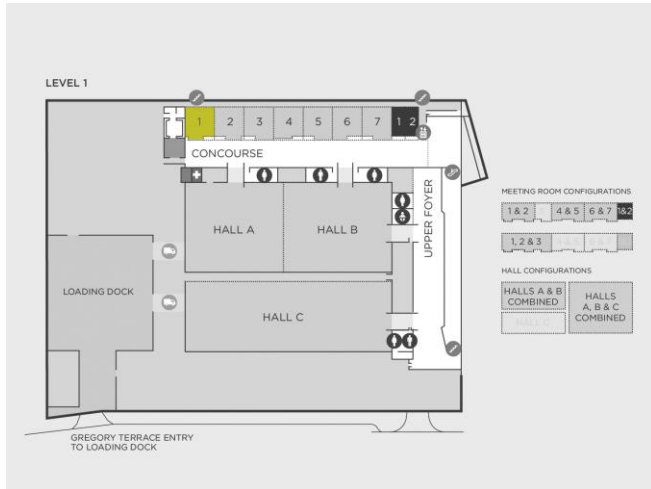 LEVEL 1
1 2 3 4 5 6 7 1 2
CONCOURSE
HALL A
HALL B
UPPER FOYER
LOADING DOCK
HALL C
GREGORY TERRACE ENTRY
TO LOADING DOCK
MEETING ROOM CONFIGURATIONS
1 & 2 4 & 5 6 & 7 1&2
1, 2 & 3
HALL CONFIGURATIONS
HALLS A & B
COMBINED
HALL C
HALLS
A, B & C
COMBINED